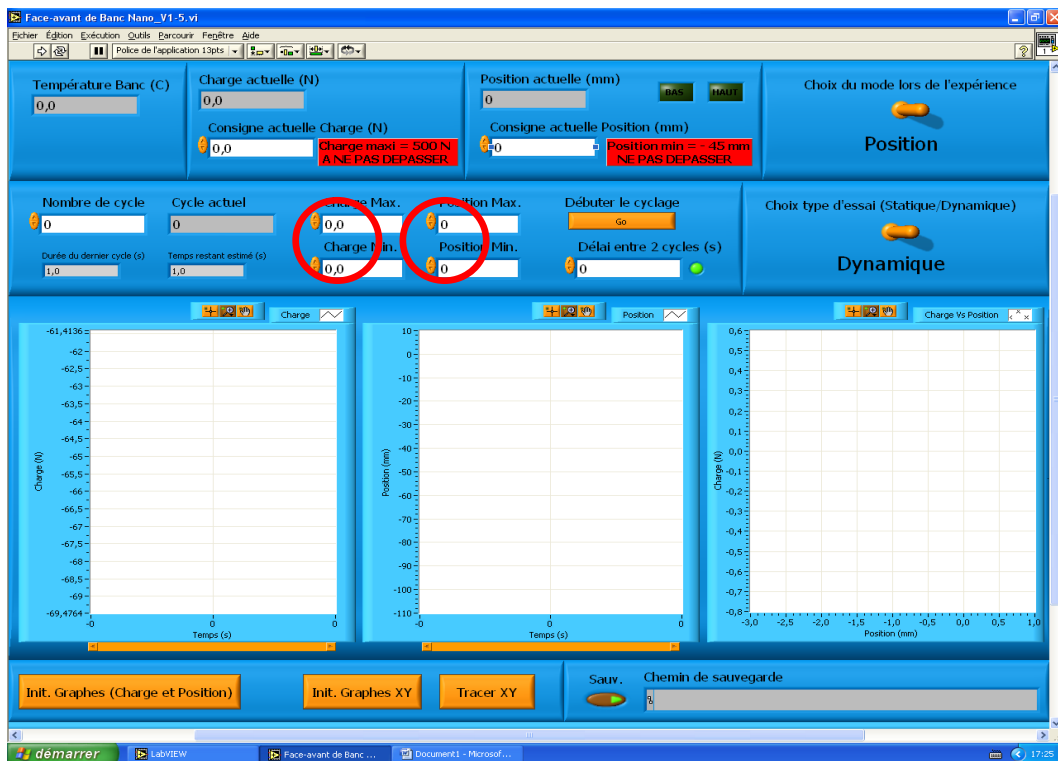 Face-avant de Banc Nano_V1-5.vi
Fichier Édition Exécution Outils Parcourir Fenêtre Aide
Police de l'application 13pts
1
Température Banc (C)
0,0
Charge actuelle (N)
0,0
Consigne actuelle Charge (N)
0,0
Charge maxi = 500 N
A NE PAS DEPASSER
Position actuelle (mm)
0
BAS
HAUT
Consigne actuelle Position (mm)
0
Position min = - 45 mm
NE PAS DEPASSER
Choix du mode lors de l'expérience
Position
Nombre de cycle
0
Cycle actuel
0
Durée du dernier cycle (s)
1,0
Temps restant estimé (s)
1,0
Charge Max.
0,0
Charge Min.
0,0
Position Max.
0
Position Min.
0
Débuter le cyclage
Go
Délai entre 2 cycles (s)
0
Choix type d'essai (Statique/Dynamique)
Dynamique
Charge
-61,4136
-62
-62,5
-63
-63,5
-64
-64,5
-65
-65,5
-66
-66,5
-67
-67,5
-68
-68,5
-69
-69,4764
Charge (N)
-0 0 0
Temps (s)
Position
10
0
-10
-20
-30
-40
-50
-60
-70
-80
-90
-100
-110
Position (mm)
-0 0 0
Temps (s)
Charge Vs Position
0,6
0,5
0,4
0,3
0,2
0,1
0,0
-0,1
-0,2
-0,3
-0,4
-0,5
-0,6
-0,7
-0,8
Charge (N)
-3,0 -2,5 -2,0 -1,5 -1,0 -0,5 0,0 0,5 1,0
Position (mm)
Init. Graphes (Charge et Position)
Init. Graphes XY
Tracer XY
Sauv.
Chemin de sauvegarde
démarrer
LabVIEW
Face-avant de Banc ...
Document1 - Microsof...
17:25